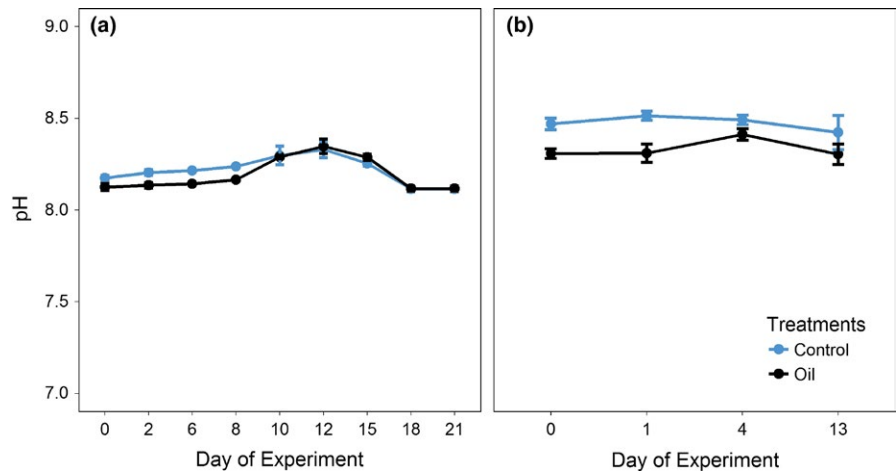 (a)
(b)
9.0
8.5
8.0
7.5
7.0
pH
0 2 6 8 10 12 15 18 21
Day of Experiment
0 1 4 13
Day of Experiment
Treatments
Control
Oil